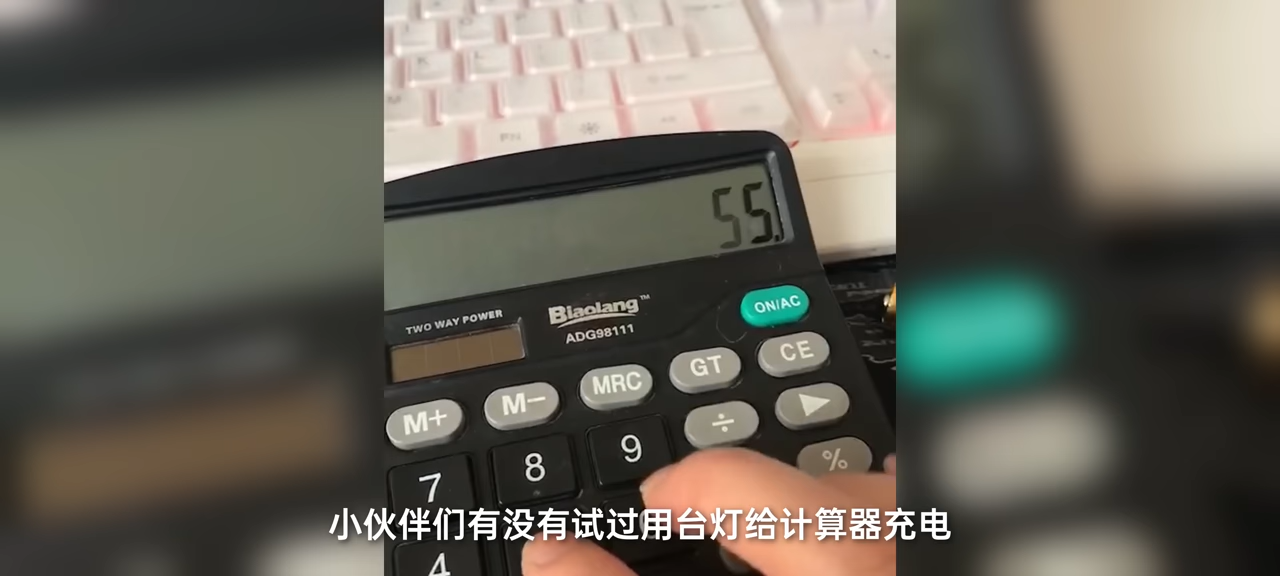 55.
TWO WAY POWER
Biaolang™
ADG98111
ON/AC
M+
M−
MRC
GT
CE
÷
▶
%
7
8
9
4
小伙伴们有没有试过用台灯给计算器充电